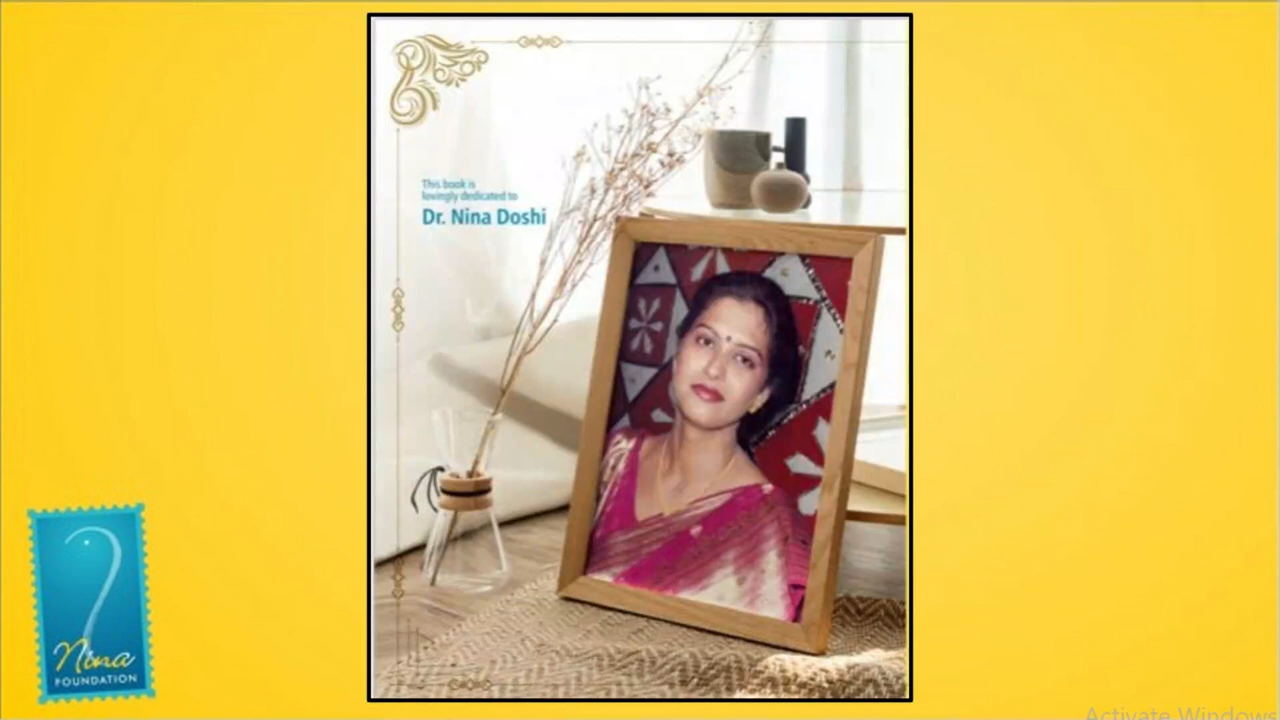 This book is
lovingly dedicated to
Dr. Nina Doshi
Nina
FOUNDATION
Activate Windows